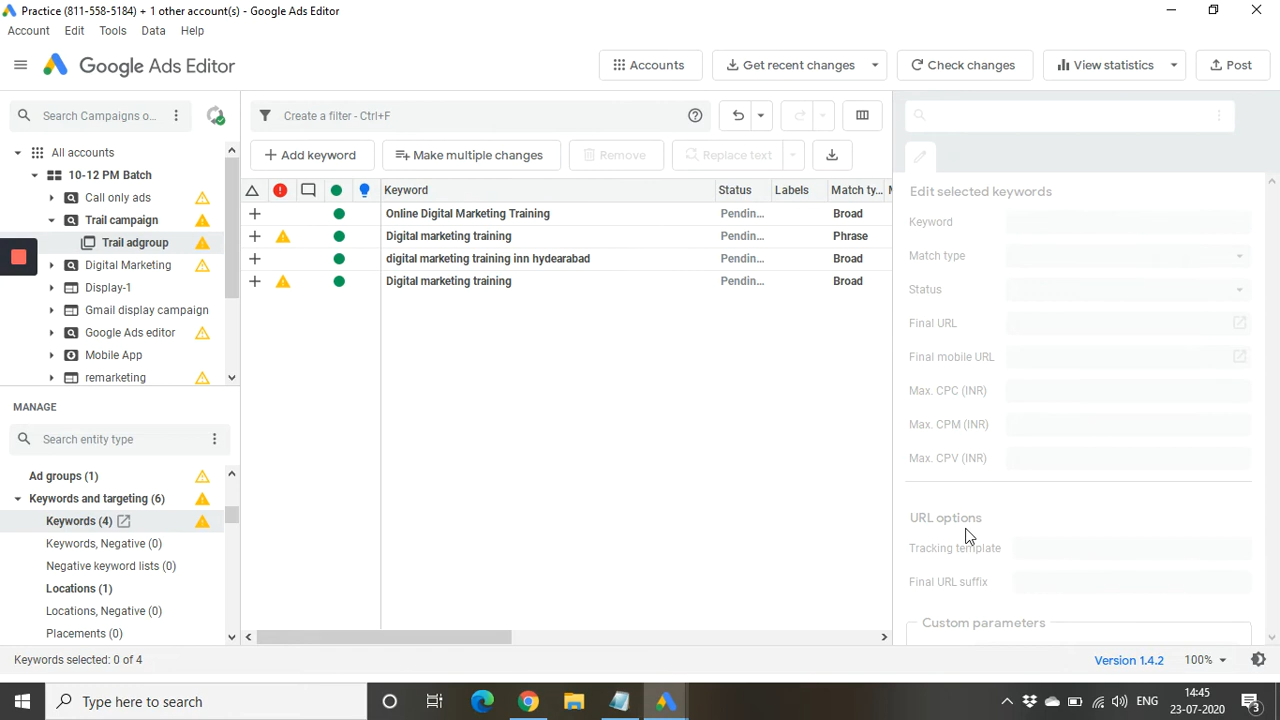 Practice (811-558-5184) + 1 other account(s) - Google Ads Editor
Account Edit Tools Data Help
Google Ads Editor
Accounts
Get recent changes
Check changes
View statistics
Post
Search Campaigns o...
Create a filter - Ctrl+F
All accounts
10-12 PM Batch
Call only ads
Trail campaign
Trail adgroup
Digital Marketing
Display-1
Gmail display campaign
Google Ads editor
Mobile App
remarketing
MANAGE
Search entity type
Ad groups (1)
Keywords and targeting (6)
Keywords (4)
Keywords, Negative (0)
Negative keyword lists (0)
Locations (1)
Locations, Negative (0)
Placements (0)
Add keyword
Make multiple changes
Remove
Replace text
Keyword Status Labels Match ty... M
Online Digital Marketing Training Pendin... Broad
Digital marketing training Pendin... Phrase
digital marketing training inn hydearabad Pendin... Broad
Digital marketing training Pendin... Broad
Edit selected keywords
Keyword
Match type
Status
Final URL
Final mobile URL
Max. CPC (INR)
Max. CPM (INR)
Max. CPV (INR)
URL options
Tracking template
Final URL suffix
Custom parameters
Keywords selected: 0 of 4
Version 1.4.2
100%
Type here to search
ENG
14:45
23-07-2020
3